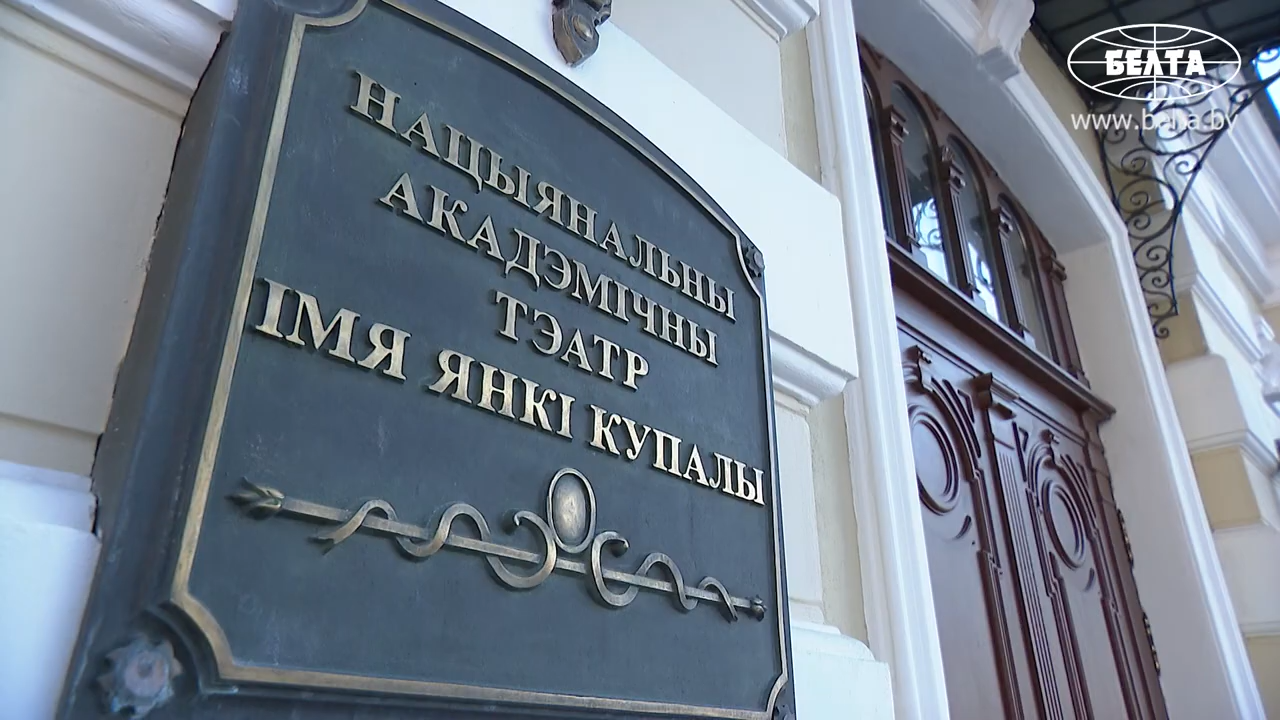 НАЦЫЯНАЛЬНЫ
АКАДЭМІЧНЫ
ТЭАТР
ІМЯ ЯНКІ КУПАЛЫ
БЕЛТА
www.belta.by